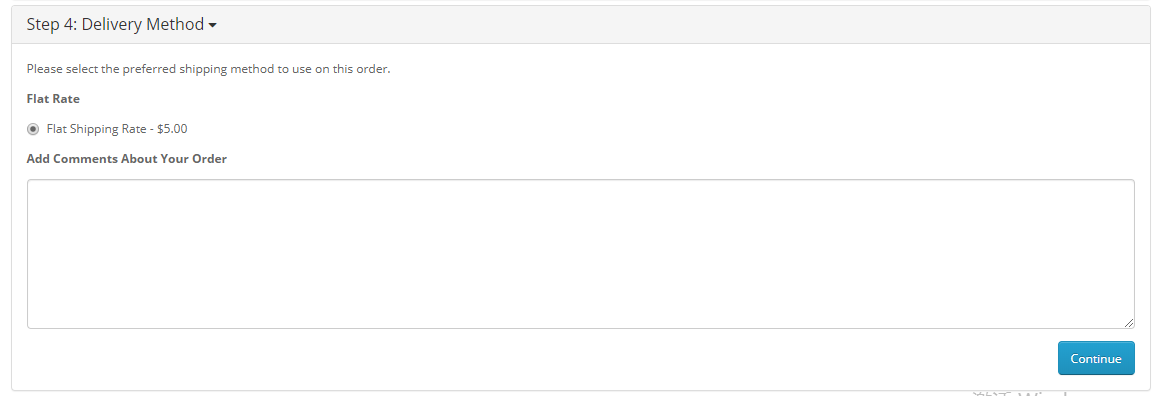 Step 4: Delivery Method
Please select the preferred shipping method to use on this order.
Flat Rate
Flat Shipping Rate - $5.00
Add Comments About Your Order
Continue